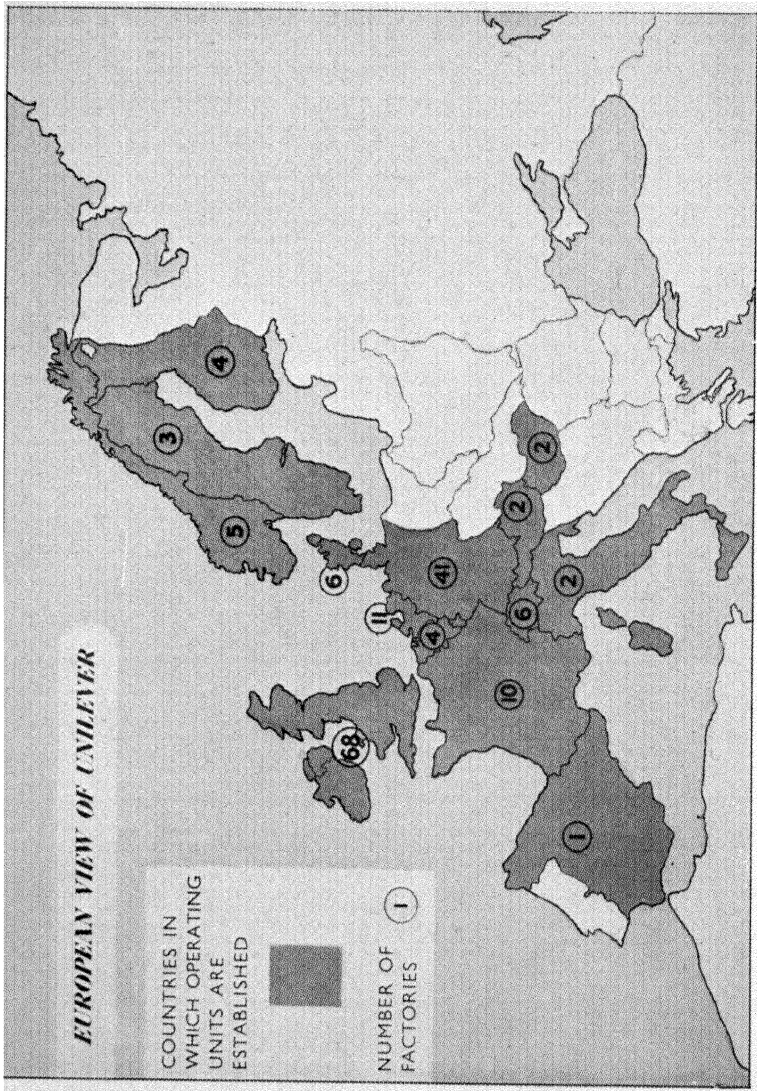 EUROPEAN VIEW OF UNILEVER
COUNTRIES IN
WHICH OPERATING
UNITS ARE
ESTABLISHED
NUMBER OF
FACTORIES
1
5
3
4
6
68
11
4
41
10
6
2
2
2
1